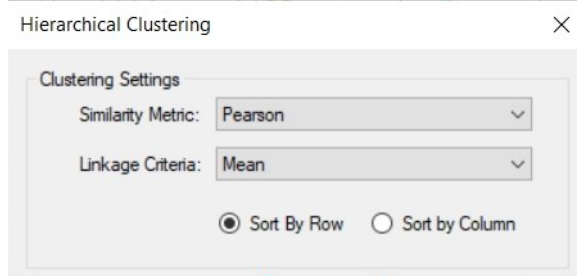 Hierarchical Clustering
Clustering Settings
Similarity Metric: Pearson
Linkage Criteria: Mean
Sort By Row Sort by Column